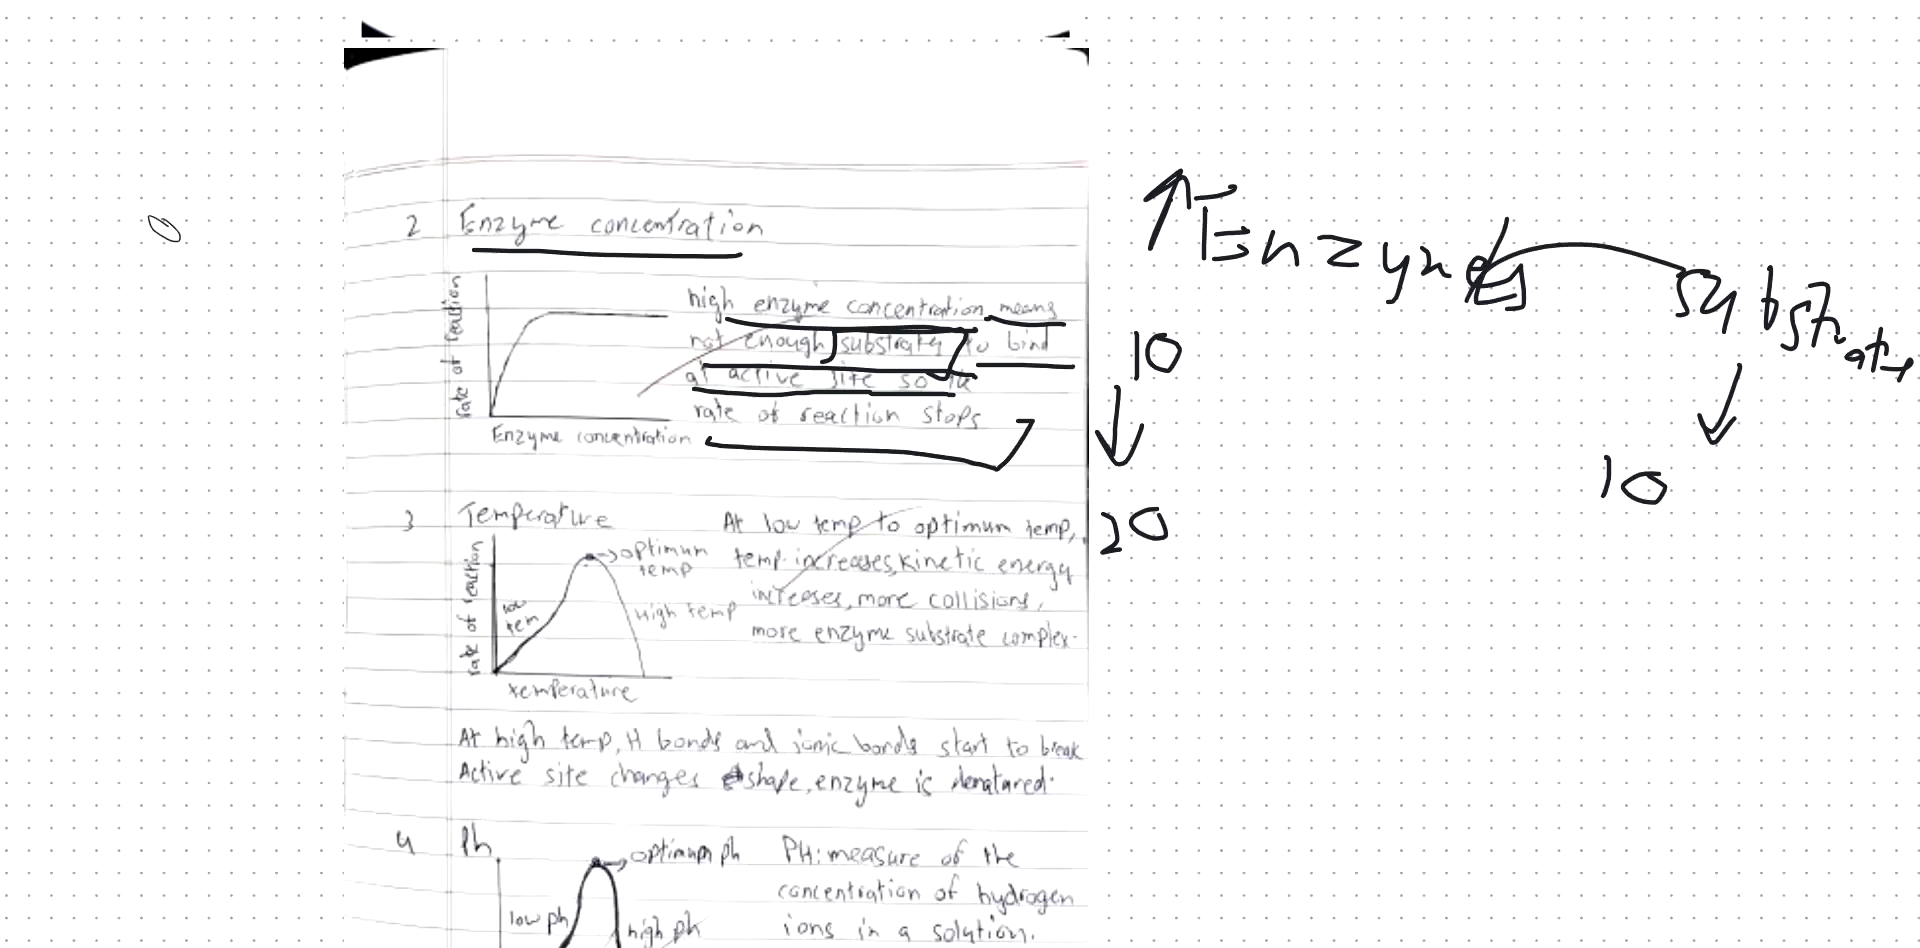 2 Enzyme concentration
rate of reaction
high enzyme concentration means
not enough substrates to bind
at active site so the
rate of reaction stops
Enzyme concentration
↑ Enzyme
substrate
10
20
10
3 Temperature
rate of reaction
optimum
temp
low
tem
High temp
temperature
At low temp to optimum temp,
temp increases, kinetic energy
increses, more collisions,
more enzyme substrate complex.
At high temp, H bonds and ionic bonds start to break
Active site changes shape, enzyme is denatured.
4 Ph
optimum ph
low ph
high ph
PH: measure of the
concentration of hydrogen
ions in a solution.